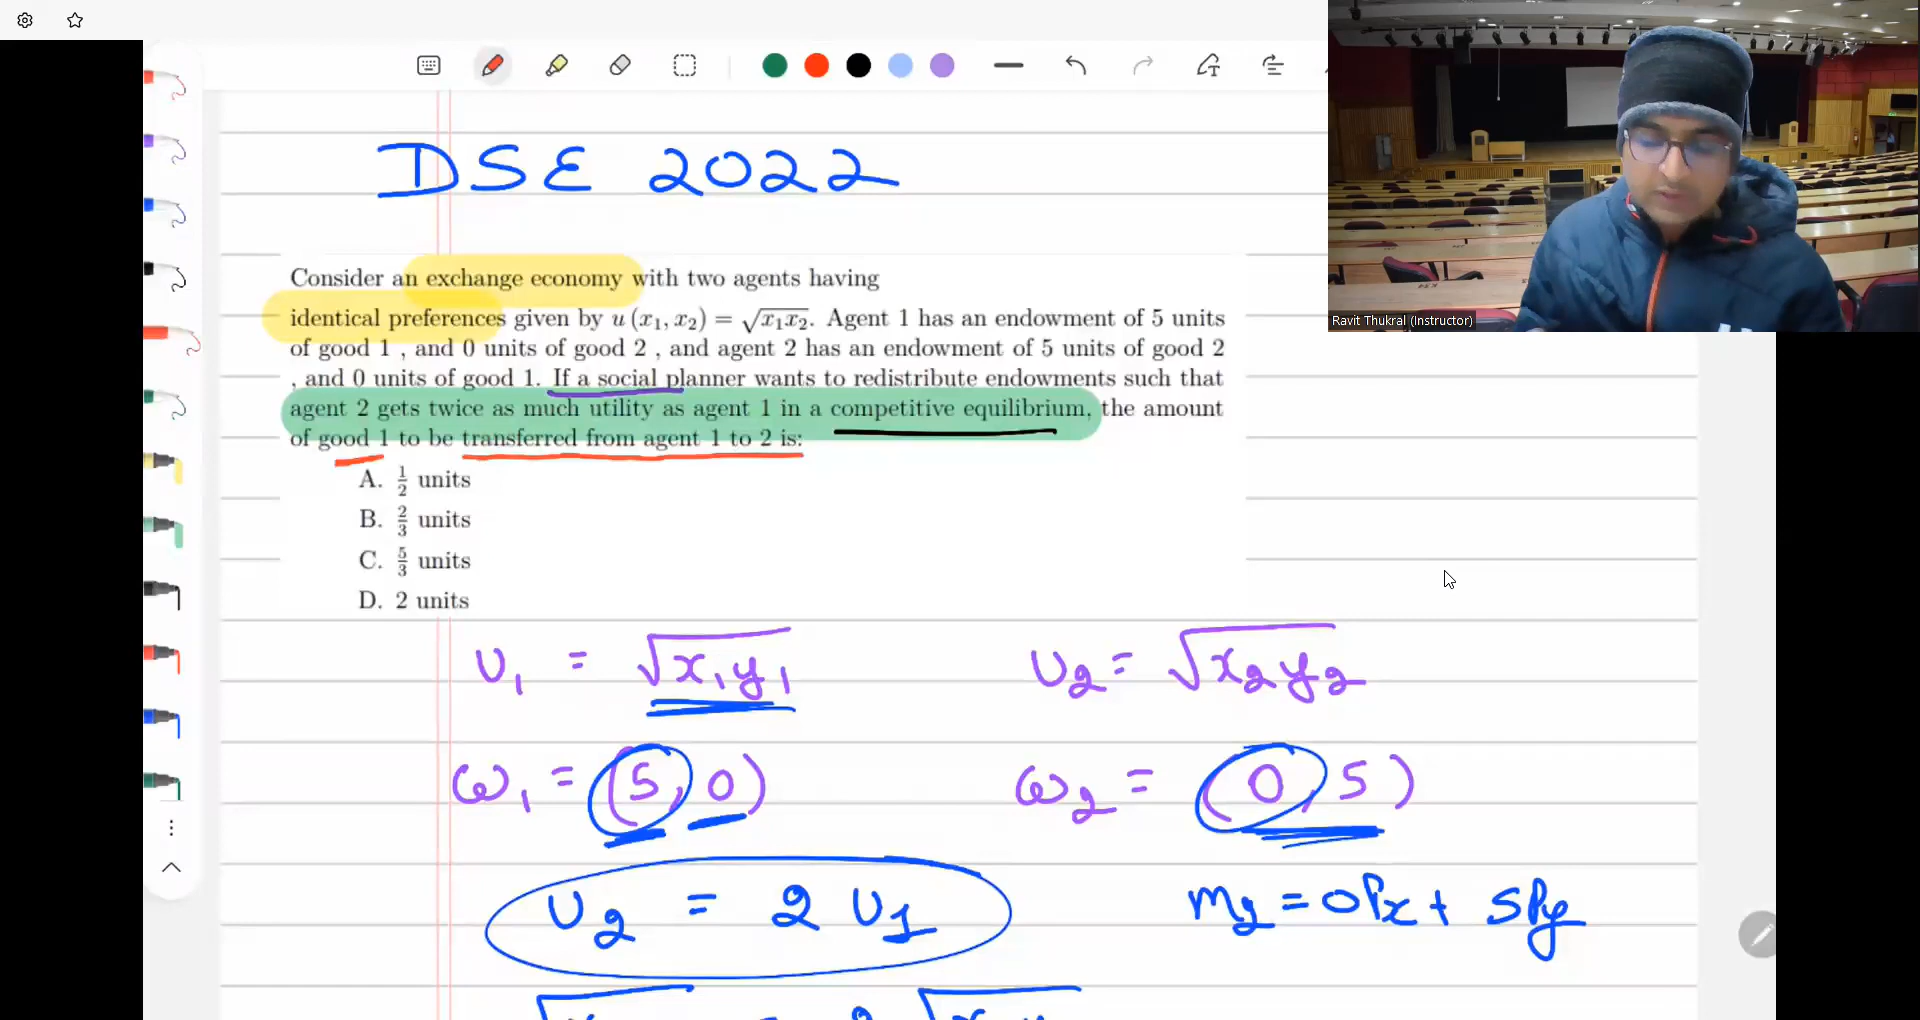 DSE 2022
Consider an exchange economy with two agents having
identical preferences given by u (x₁, x₂) = √x₁x₂. Agent 1 has an endowment of 5 units
of good 1 , and 0 units of good 2 , and agent 2 has an endowment of 5 units of good 2
, and 0 units of good 1. If a social planner wants to redistribute endowments such that
agent 2 gets twice as much utility as agent 1 in a competitive equilibrium, the amount
of good 1 to be transferred from agent 1 to 2 is:
A. 1/2 units
B. 2/3 units
C. 5/3 units
D. 2 units
U₁ = √x₁y₁ U₂ = √x₂y₂
ω₁ = (5, 0) ω₂ = (0, 5)
U₂ = 2 U₁ m₂ = 0Px + 5Py
Ravit Thukral (Instructor)